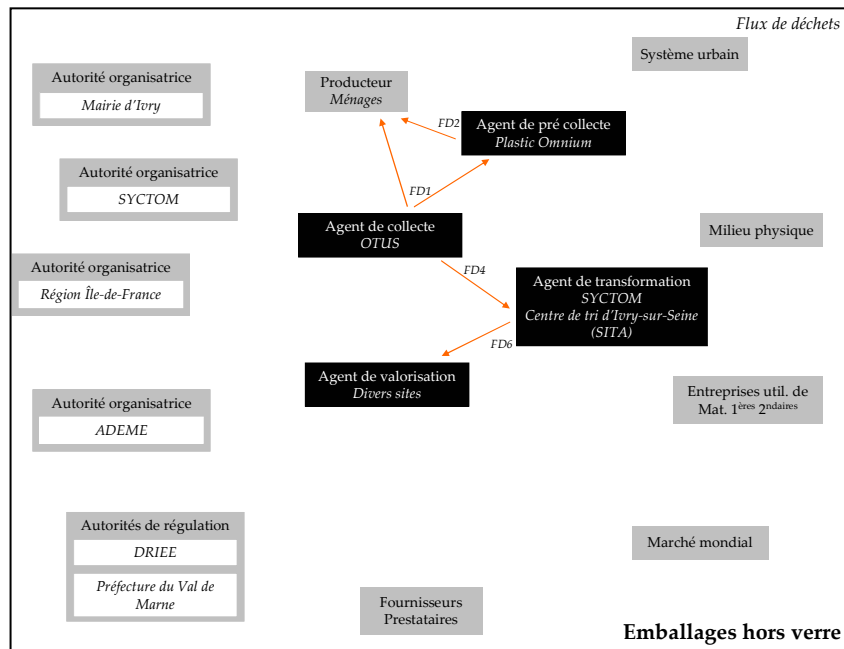 Flux de déchets
Système urbain
Autorité organisatrice
Mairie d'Ivry
Producteur
Ménages
FD2
Agent de pré collecte
Plastic Omnium
Autorité organisatrice
SYCTOM
FD1
Agent de collecte
OTUS
Milieu physique
Autorité organisatrice
Région Île-de-France
FD4
Agent de transformation
SYCTOM
Centre de tri d'Ivry-sur-Seine
(SITA)
FD6
Agent de valorisation
Divers sites
Autorité organisatrice
ADEME
Entreprises util. de
Mat. 1ères 2ndaires
Autorités de régulation
DRIEE
Préfecture du Val de
Marne
Marché mondial
Fournisseurs
Prestataires
Emballages hors verre